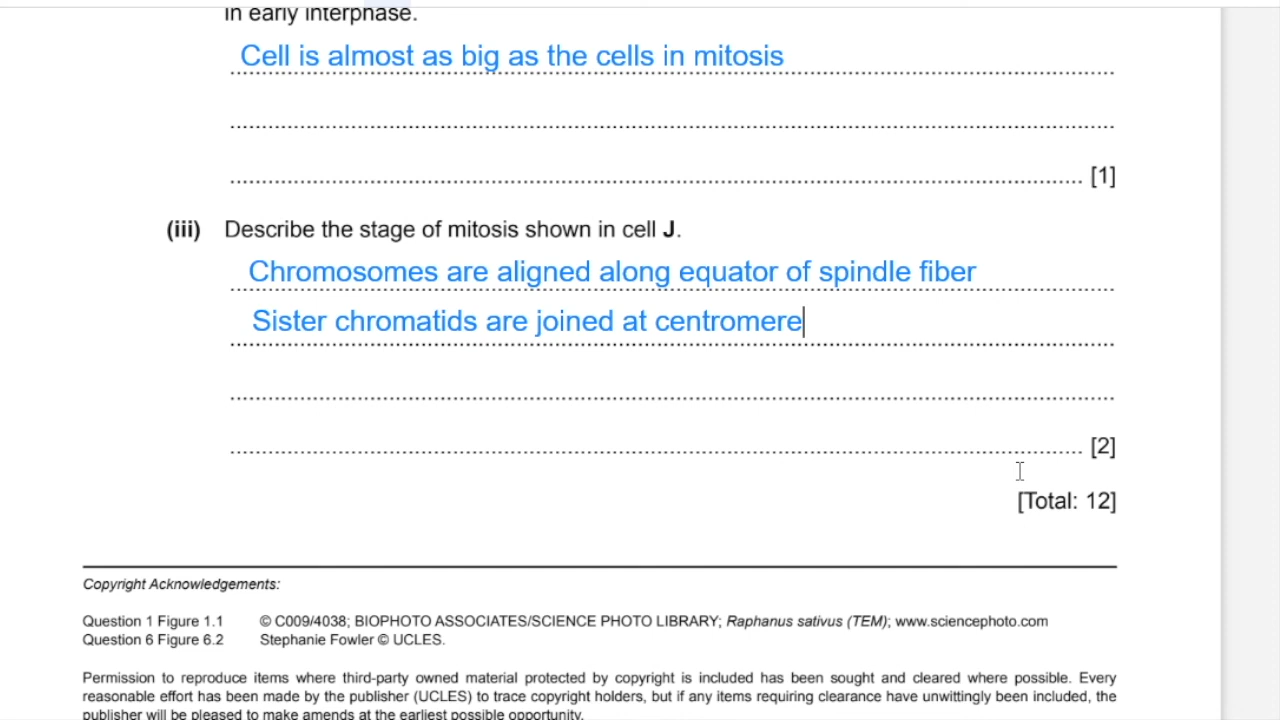 in early interphase.
Cell is almost as big as the cells in mitosis
[1]
(iii) Describe the stage of mitosis shown in cell J.
Chromosomes are aligned along equator of spindle fiber
Sister chromatids are joined at centromere
[2]
[Total: 12]
Copyright Acknowledgements:
Question 1 Figure 1.1 © C009/4038; BIOPHOTO ASSOCIATES/SCIENCE PHOTO LIBRARY; Raphanus sativus (TEM); www.sciencephoto.com
Question 6 Figure 6.2 Stephanie Fowler © UCLES.
Permission to reproduce items where third-party owned material protected by copyright is included has been sought and cleared where possible. Every
reasonable effort has been made by the publisher (UCLES) to trace copyright holders, but if any items requiring clearance have unwittingly been included, the
publisher will be pleased to make amends at the earliest possible opportunity.